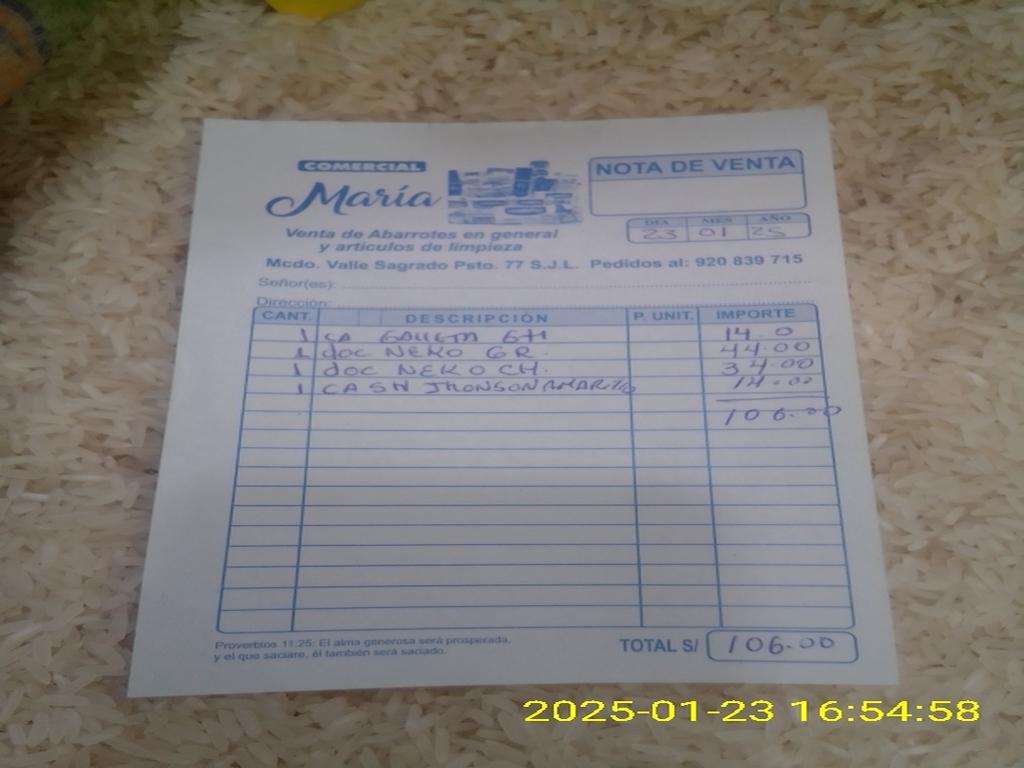 COMERCIAL
María
Venta de Abarrotes en general
y artículos de limpieza
NOTA DE VENTA
DIA MES AÑO
23 01 25
Mcdo. Valle Sagrado Psto. 77 S.J.L. Pedidos al: 920 839 715
Señor(es):
Dirección:
CANT. DESCRIPCIÓN P. UNIT. IMPORTE
1 CA 14.0
1 doc NEKO GR. 44.00
1 doc NEKO CH. 34.00
1 CA SN JHONSON AMARILLO 14.00
106.00
Proverbios 11:25: El alma generosa será prosperada,
y el que saciare, él también será saciado.
TOTAL S/ 106.00
2025-01-23 16:54:58